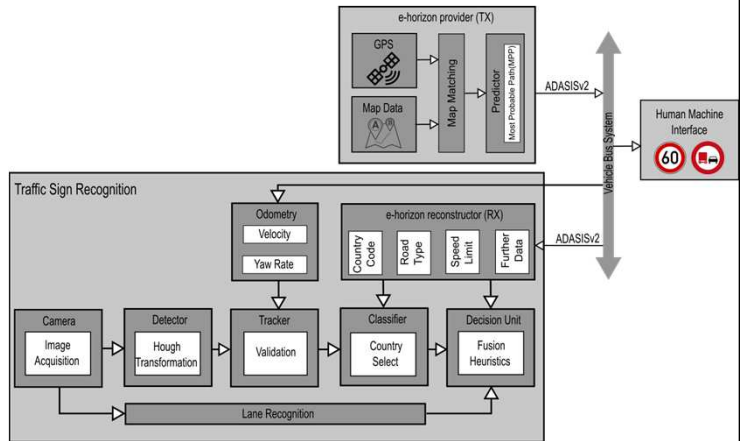 e-horizon provider (TX)
GPS
Map Data
A
B
Map Matching
Predictor
Most Probable Path(MPP)
ADASISv2
Vehicle Bus System
Human Machine
Interface
60
Traffic Sign Recognition
Odometry
Velocity
Yaw Rate
e-horizon reconstructor (RX)
Country
Code
Road
Type
Speed
Limit
Further
Data
ADASISv2
Camera
Image
Acquisition
Detector
Hough
Transformation
Tracker
Validation
Classifier
Country
Select
Decision Unit
Fusion
Heuristics
Lane Recognition